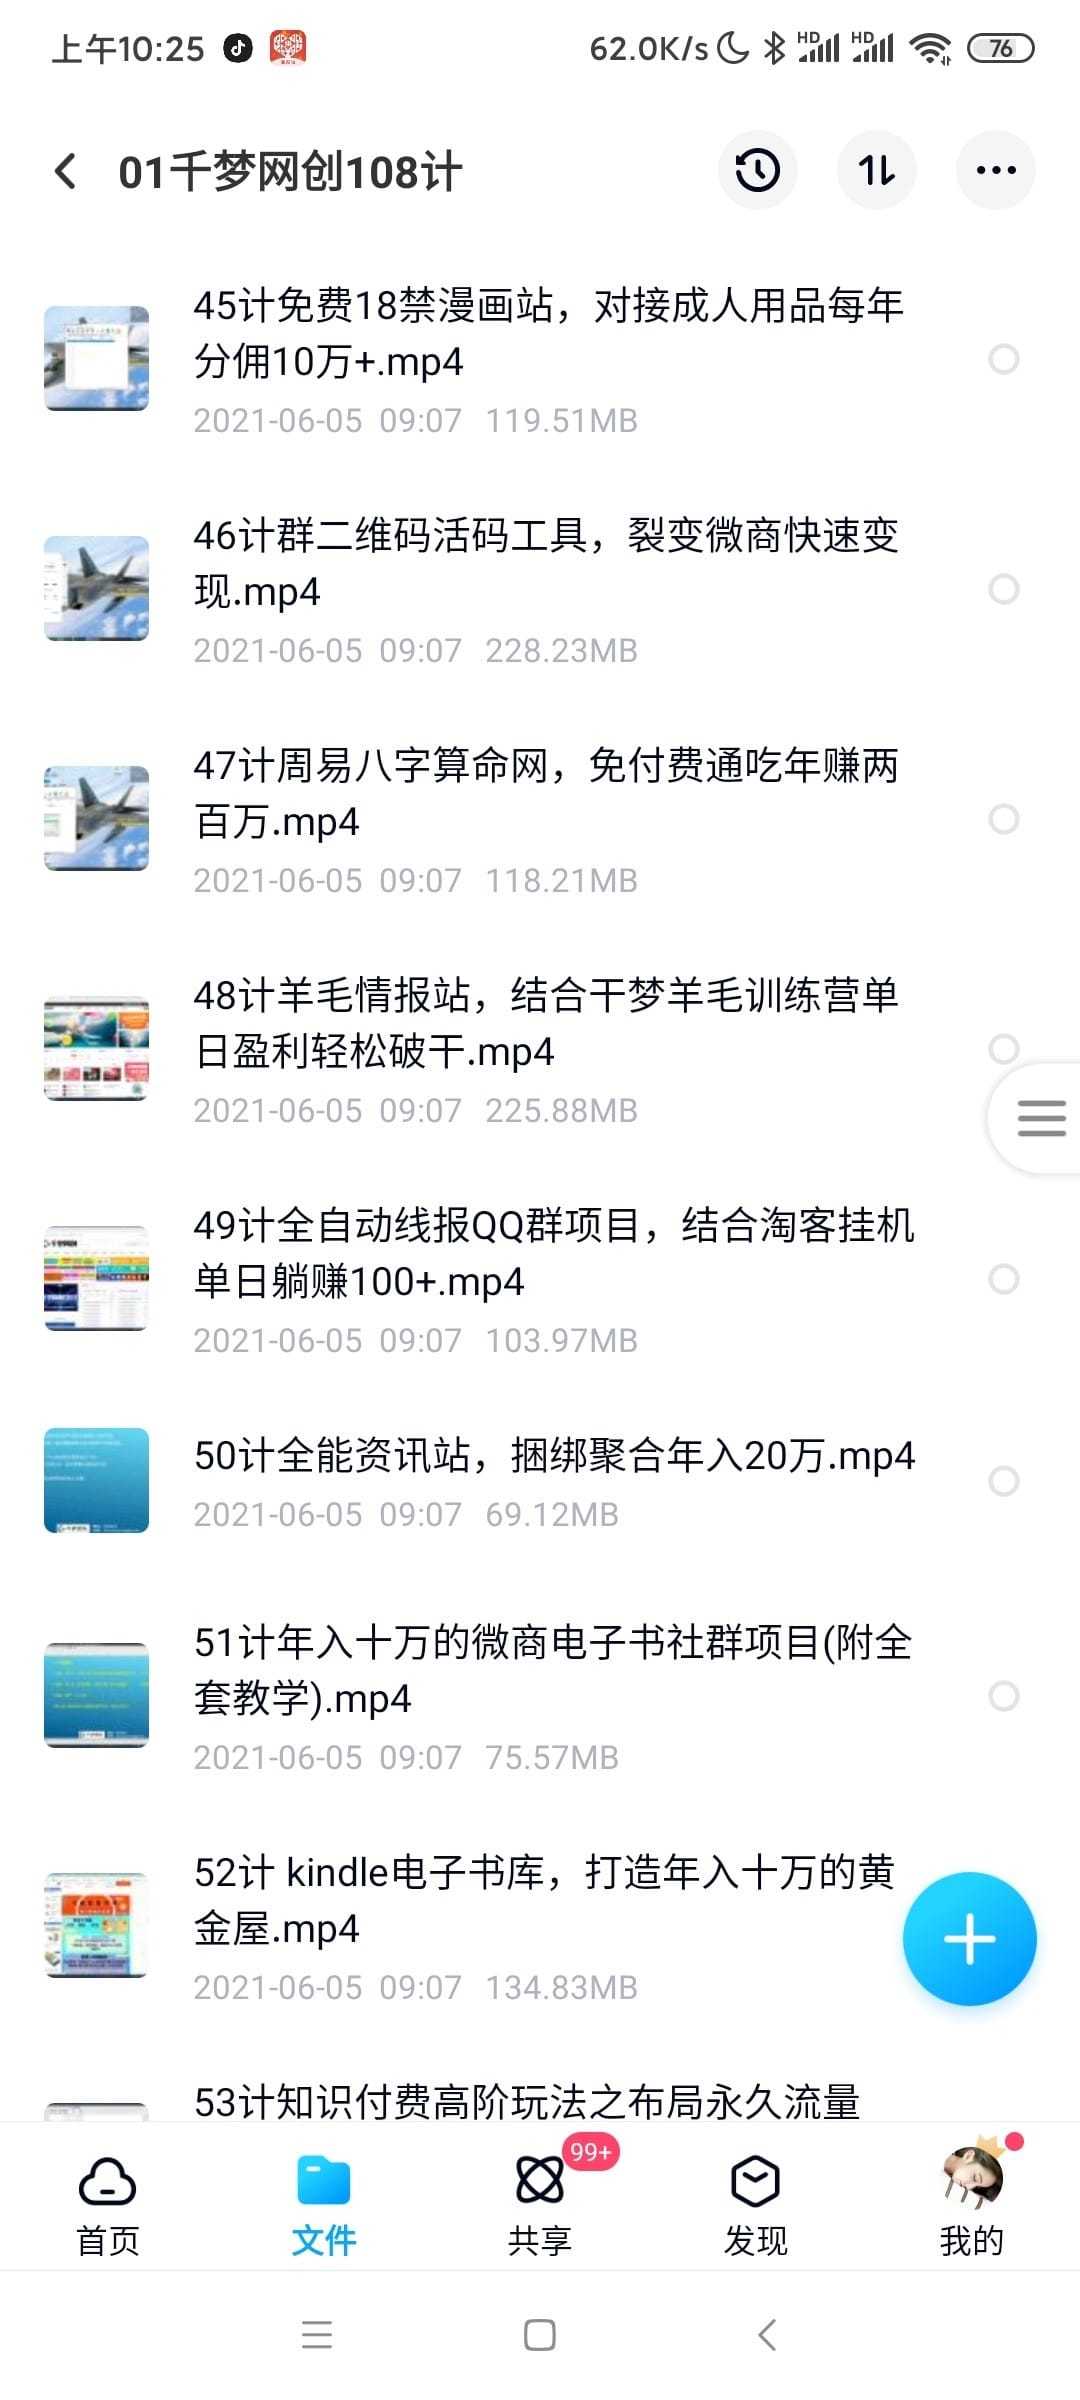 上午10:25
62.0K/s
HD
HD
76
01千梦网创108计
45计免费18禁漫画站，对接成人用品每年
分佣10万+.mp4
2021-06-05 09:07 119.51MB
46计群二维码活码工具，裂变微商快速变
现.mp4
2021-06-05 09:07 228.23MB
47计周易八字算命网，免付费通吃年赚两
百万.mp4
2021-06-05 09:07 118.21MB
48计羊毛情报站，结合干梦羊毛训练营单
日盈利轻松破干.mp4
2021-06-05 09:07 225.88MB
49计全自动线报QQ群项目，结合淘客挂机
单日躺赚100+.mp4
2021-06-05 09:07 103.97MB
50计全能资讯站，捆绑聚合年入20万.mp4
2021-06-05 09:07 69.12MB
51计年入十万的微商电子书社群项目(附全
套教学).mp4
2021-06-05 09:07 75.57MB
52计 kindle电子书库，打造年入十万的黄
金屋.mp4
2021-06-05 09:07 134.83MB
53计知识付费高阶玩法之布局永久流量
99+
首页
文件
共享
发现
我的